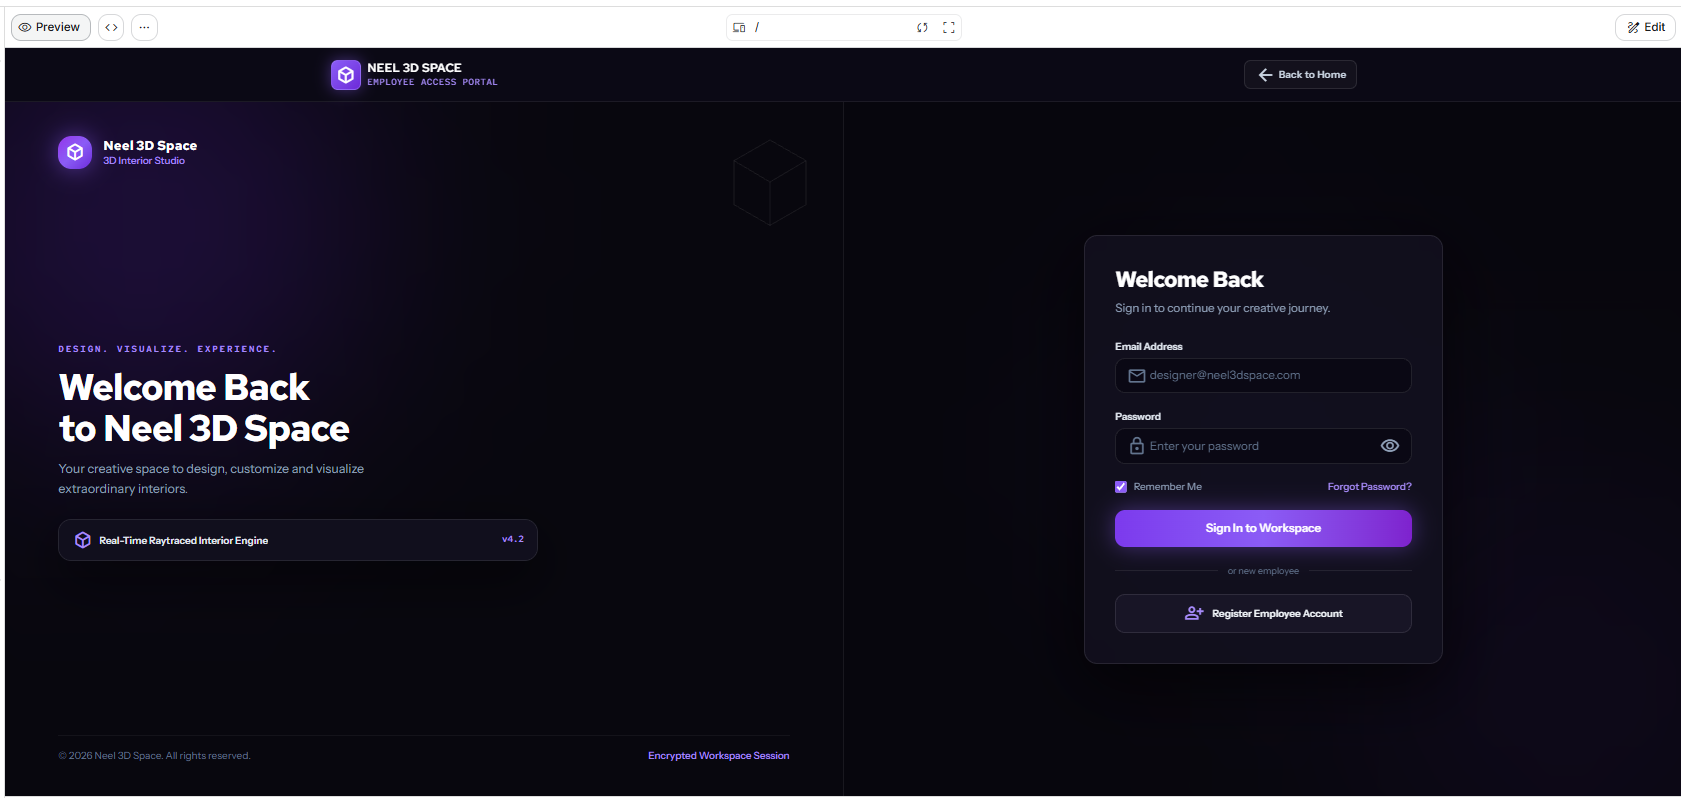 Preview
/
Edit
NEEL 3D SPACE
EMPLOYEE ACCESS PORTAL
Back to Home
Neel 3D Space
3D Interior Studio
DESIGN. VISUALIZE. EXPERIENCE.
Welcome Back
to Neel 3D Space
Your creative space to design, customize and visualize
extraordinary interiors.
Real-Time Raytraced Interior Engine
v4.2
© 2026 Neel 3D Space. All rights reserved.
Encrypted Workspace Session
Welcome Back
Sign in to continue your creative journey.
Email Address
designer@neel3dspace.com
Password
Enter your password
Remember Me
Forgot Password?
Sign In to Workspace
or new employee
Register Employee Account